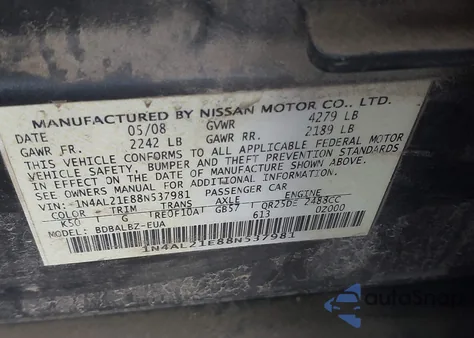 MANUFACTURED BY NISSAN MOTOR CO., LTD.
DATE 05/08 GVWR 4279 LB
GAWR FR. 2242 LB GAWR RR. 2189 LB
THIS VEHICLE CONFORMS TO ALL APPLICABLE FEDERAL MOTOR
VEHICLE SAFETY, BUMPER AND THEFT PREVENTION STANDARDS
IN EFFECT ON THE DATE OF MANUFACTURE SHOWN ABOVE.
SEE OWNERS MANUAL FOR ADDITIONAL INFORMATION
VIN: 1N4AL21E88N537981 PASSENGER CAR
COLOR TRIM TRANS AXLE ENGINE
K50 G RE0F10A GB57 QR25DE 2488CC
MODEL: BDBALBZ-EUA 613 02000
1N4AL21E88N537981
autoSnap